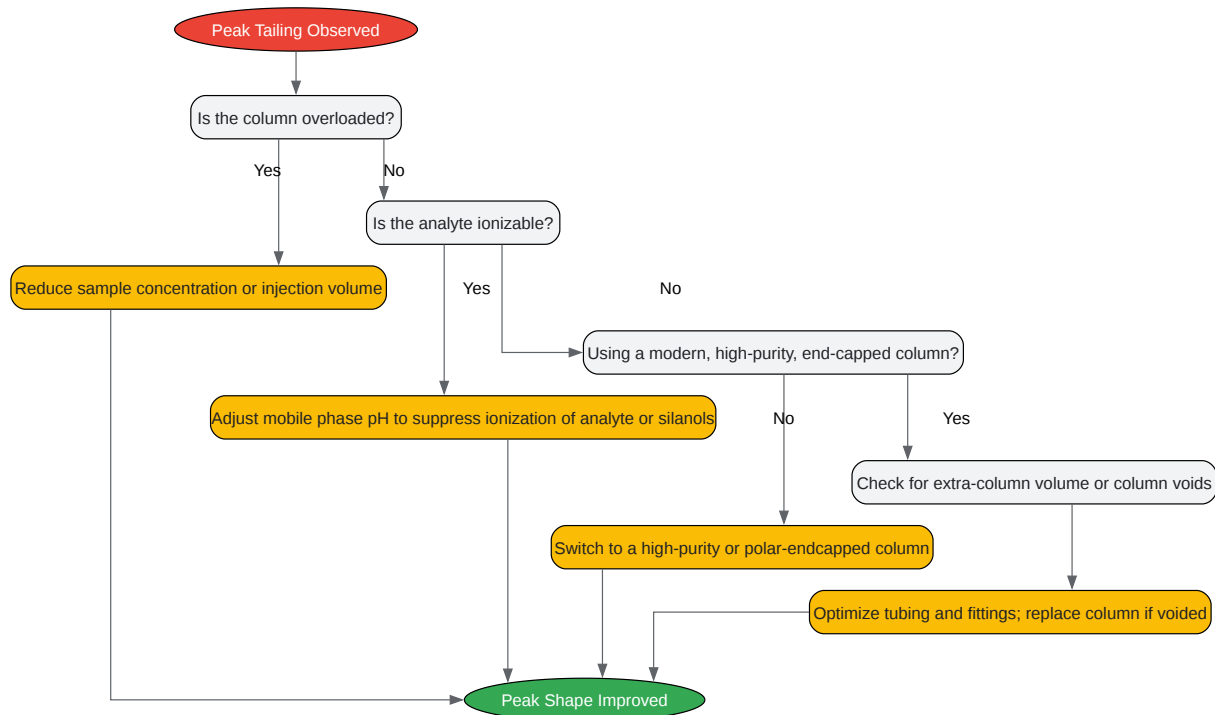 Peak Tailing Observed
Is the column overloaded?
Yes
No
Is the analyte ionizable?
Reduce sample concentration or injection volume
Yes
No
Using a modern, high-purity, end-capped column?
Adjust mobile phase pH to suppress ionization of analyte or silanols
No
Yes
Check for extra-column volume or column voids
Switch to a high-purity or polar-endcapped column
Optimize tubing and fittings; replace column if voided
Peak Shape Improved